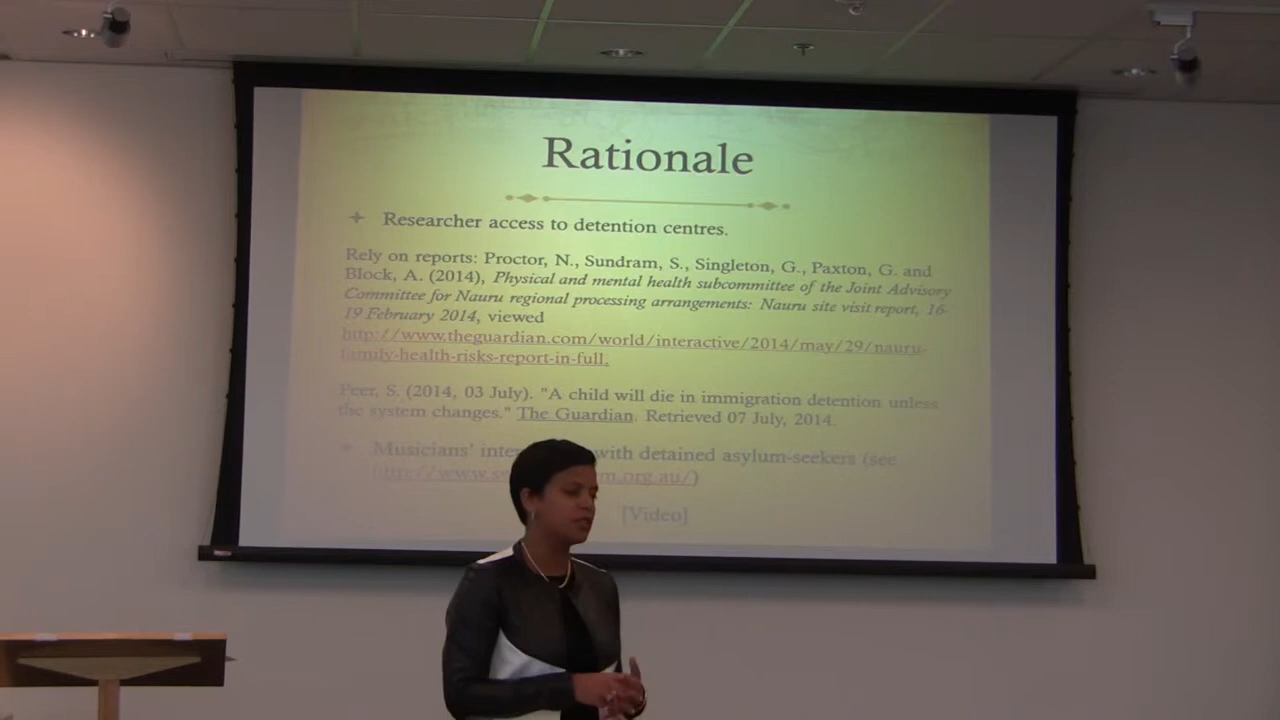 Rationale
Researcher access to detention centres.
Rely on reports: Proctor, N., Sundram, S., Singleton, G., Paxton, G. and
Block, A. (2014), Physical and mental health subcommittee of the Joint Advisory
Committee for Nauru regional processing arrangements: Nauru site visit report, 16-
19 February 2014, viewed
http://www.theguardian.com/world/interactive/2014/may/29/nauru-
family-health-risks-report-in-full.
Peer, S. (2014, 03 July). "A child will die in immigration detention unless
the system changes." The Guardian. Retrieved 07 July, 2014.
Musicians' with detained asylum-seekers (see
[Video]